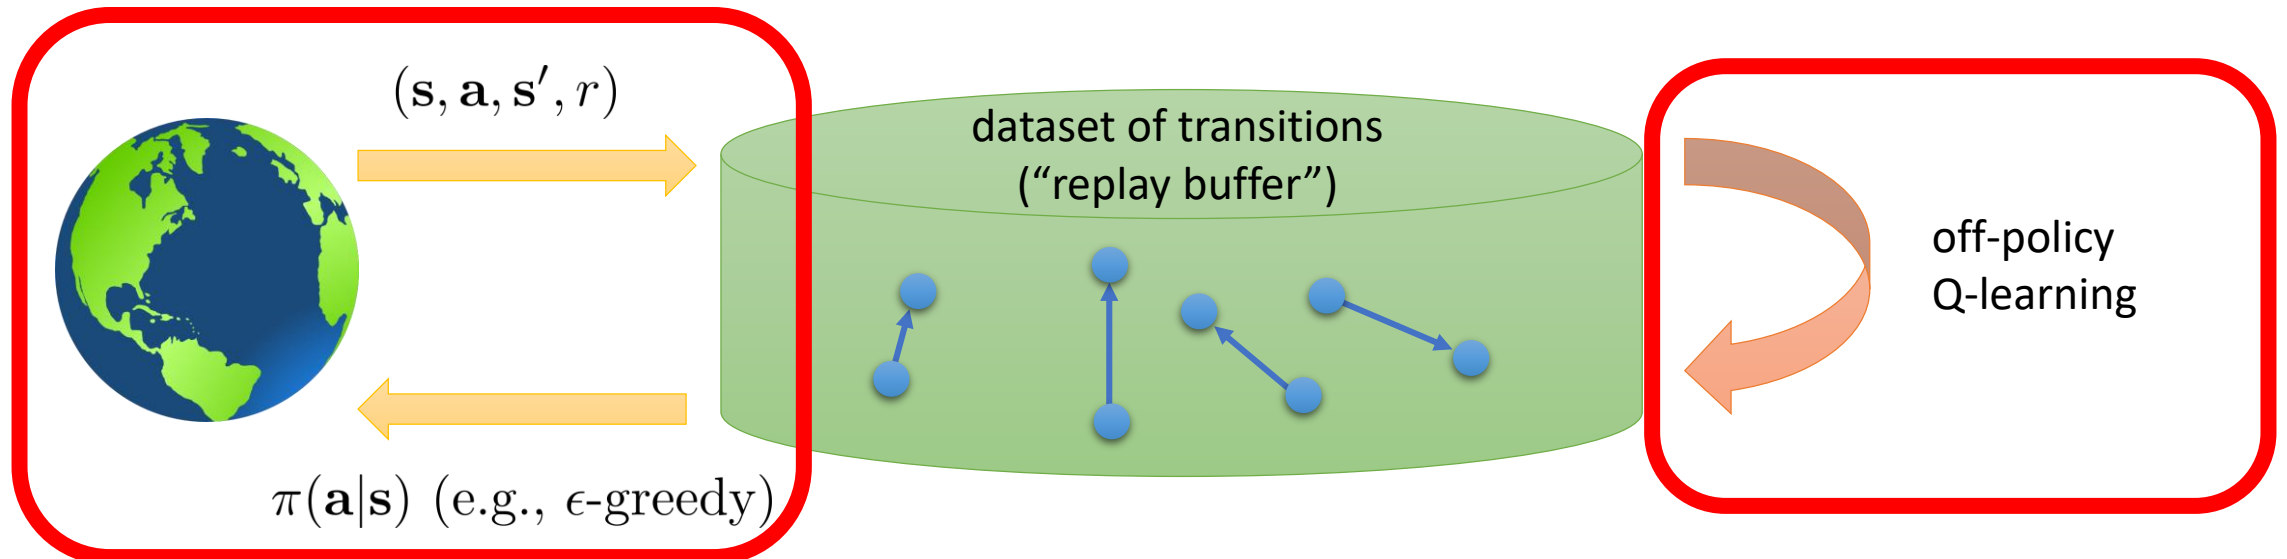 (s, a, s′, r)
dataset of transitions
(“replay buffer”)
off-policy
Q-learning
π(a|s) (e.g., ϵ-greedy)